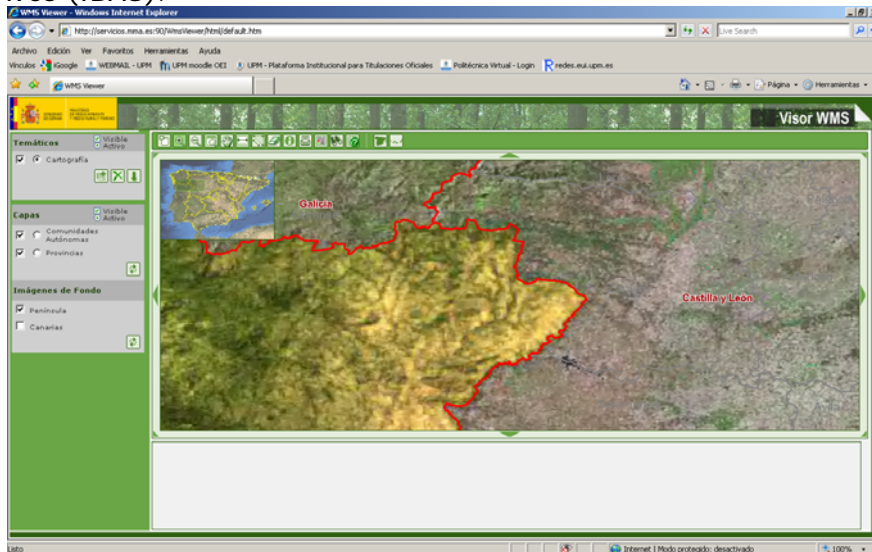 WMS Viewer - Windows Internet Explorer
http://servicios.mma.es:90/WmsViewer/html/default.htm
Live Search
Archivo Edición Ver Favoritos Herramientas Ayuda
Vínculos iGoogle WEBMAIL - UPM UPM moodle OEI UPM - Plataforma Institucional para Titulaciones Oficiales Politécnica Virtual - Login redes.eui.upm.es
WMS Viewer
Página Herramientas
Visor WMS
Temáticos Visible
Activo
Cartografía
Capas Visible
Activo
Comunidades
Autónomas
Provincias
Imágenes de Fondo
Península
Canarias
Galicia
Castilla y León
Listo
Internet | Modo protegido: desactivado
100%